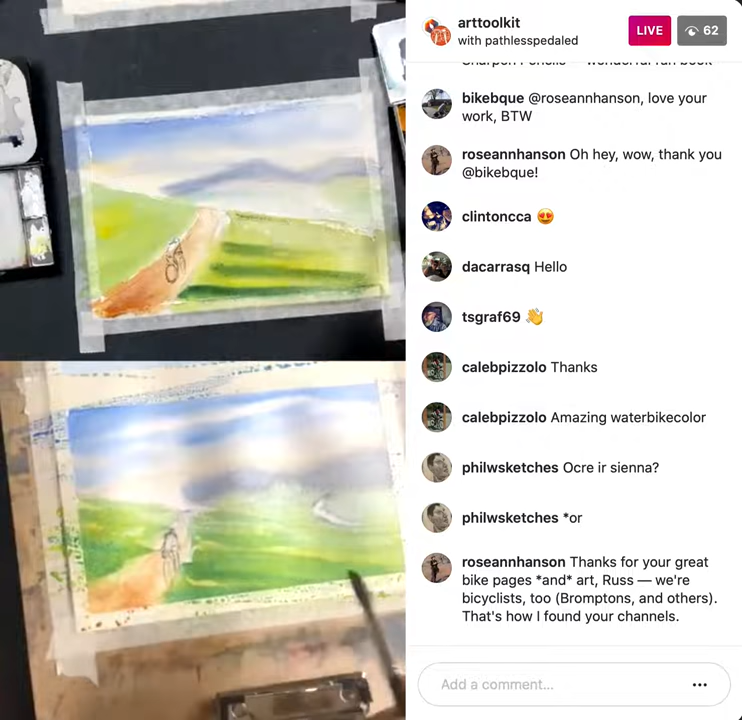 arttoolkit
with pathlesspedaled
LIVE
62
bikebque @roseannhanson, love your
work, BTW
roseannhanson Oh hey, wow, thank you
@bikebque!
clintoncca 😍
dacarrasq Hello
tsgraf69 👋
calebpizzolo Thanks
calebpizzolo Amazing waterbikecolor
philwsketches Ocre ir sienna?
philwsketches *or
roseannhanson Thanks for your great
bike pages *and* art, Russ — we're
bicyclists, too (Bromptons, and others).
That's how I found your channels.
Add a comment...